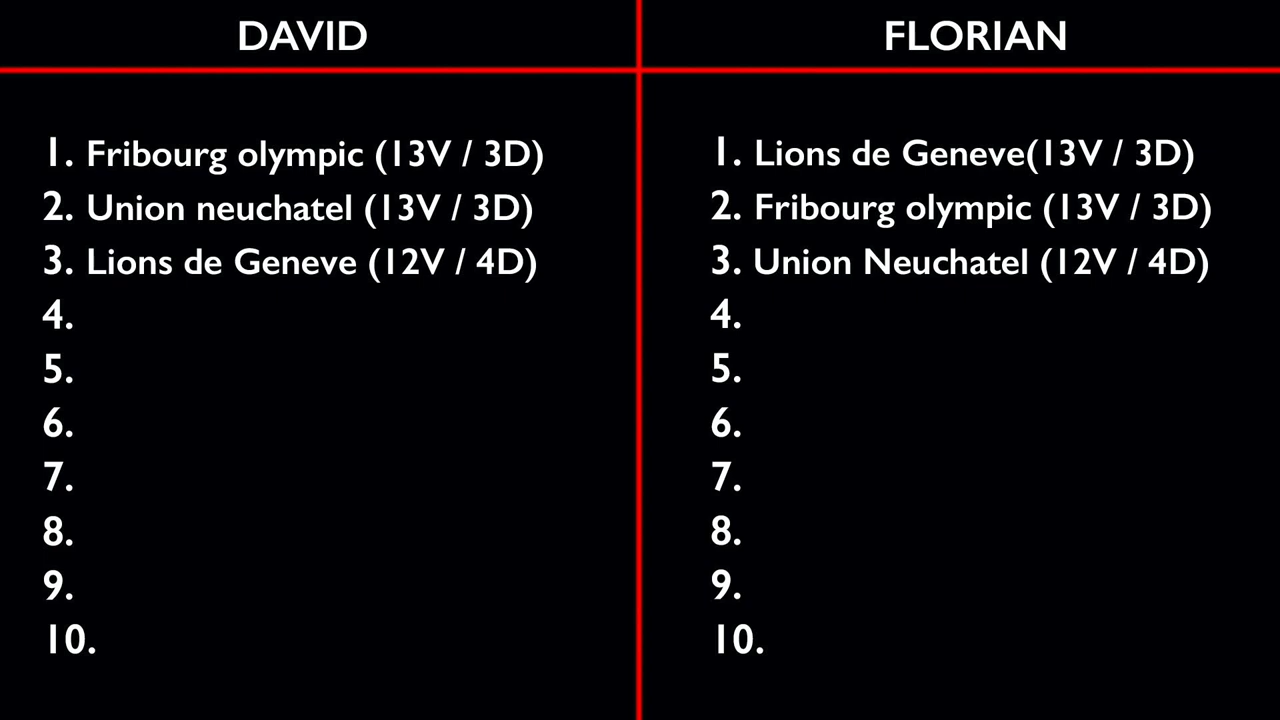 DAVID
1. Fribourg olympic (13V / 3D)
2. Union neuchatel (13V / 3D)
3. Lions de Geneve (12V / 4D)
4.
5.
6.
7.
8.
9.
10.
FLORIAN
1. Lions de Geneve(13V / 3D)
2. Fribourg olympic (13V / 3D)
3. Union Neuchatel (12V / 4D)
4.
5.
6.
7.
8.
9.
10.